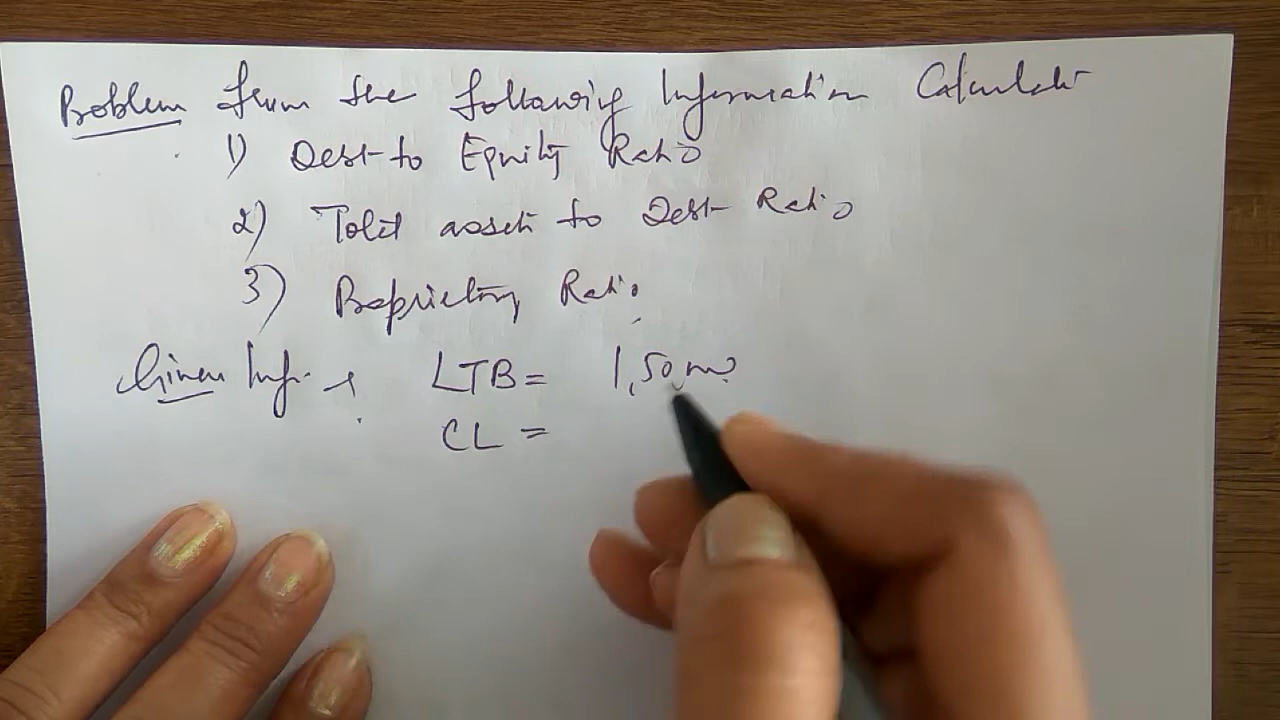 Problem from the following Information Calculate
1) Debt to Equity Ratio
2) Total assets to Debt Ratio
3) Proprietory Ratio
Given Inf. LTB = 1,50,000
CL =